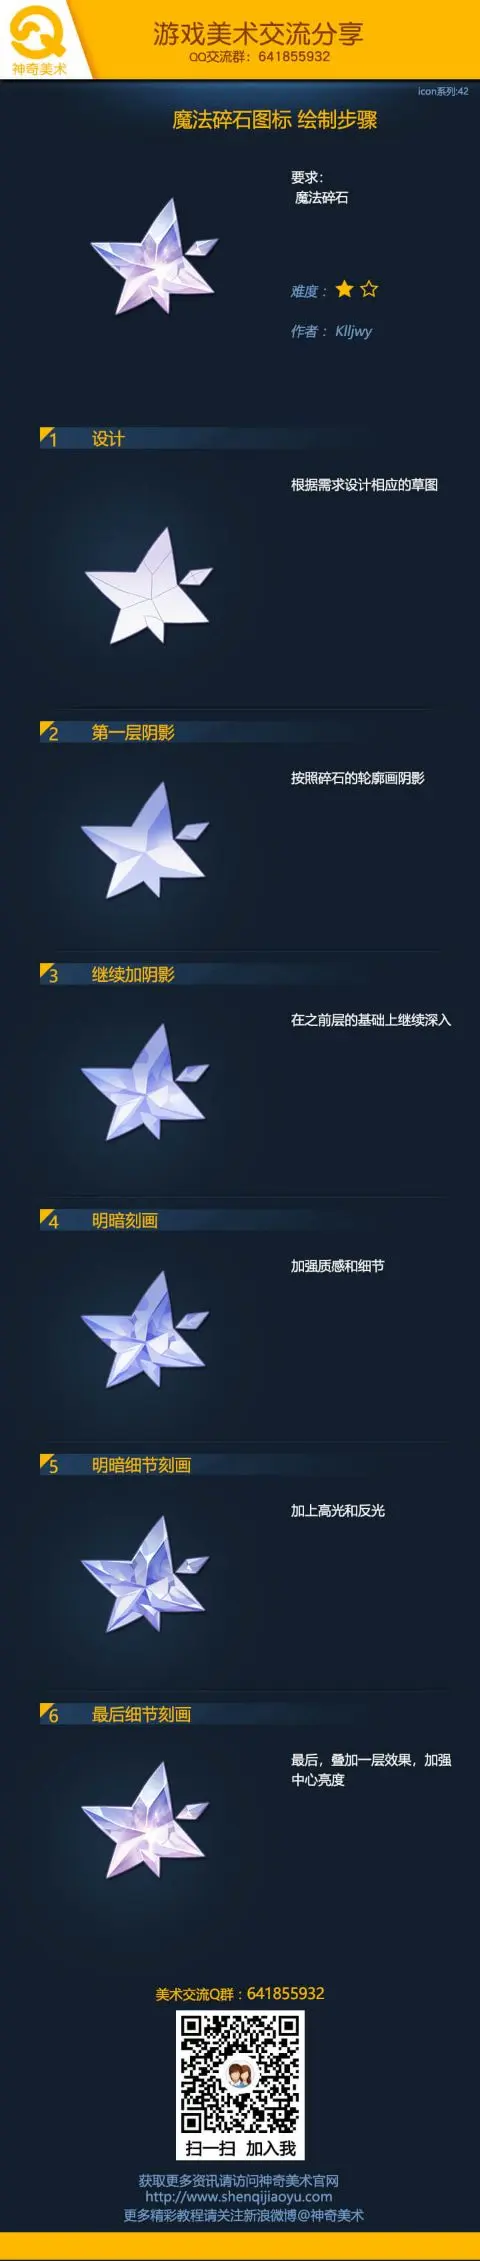 神奇美术
游戏美术交流分享
QQ交流群：641855932
icon系列:42
魔法碎石图标 绘制步骤
要求：
魔法碎石
难度：
作者： Klljwy
1 设计
根据需求设计相应的草图
2 第一层阴影
按照碎石的轮廓画阴影
3 继续加阴影
在之前层的基础上继续深入
4 明暗刻画
加强质感和细节
5 明暗细节刻画
加上高光和反光
6 最后细节刻画
最后，叠加一层效果，加强
中心亮度
美术交流Q群：641855932
扫一扫 加入我
获取更多资讯请访问神奇美术官网
http://www.shenqijiaoyu.com
更多精彩教程请关注新浪微博@神奇美术